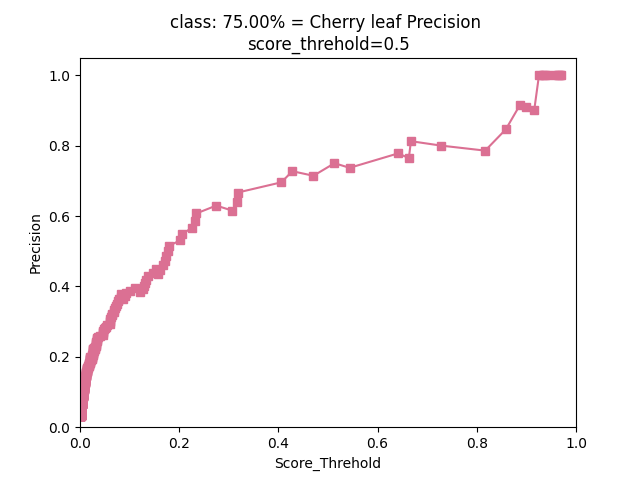 class: 75.00% = Cherry leaf Precision
score_threhold=0.5
1.0
0.8
0.6
0.4
0.2
0.0
Precision
0.0 0.2 0.4 0.6 0.8 1.0
Score_Threhold